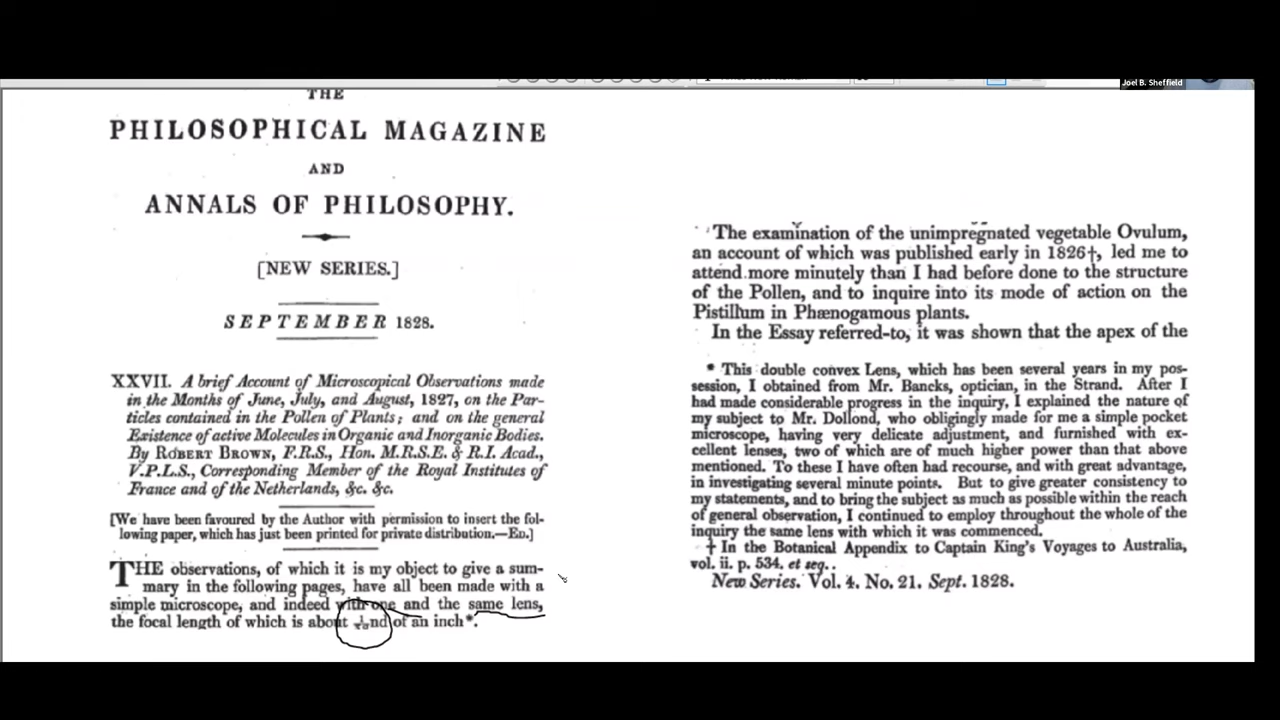 Joel B. Sheffield
THE
PHILOSOPHICAL MAGAZINE
AND
ANNALS OF PHILOSOPHY.
[NEW SERIES.]
SEPTEMBER 1828.
XXVII. A brief Account of Microscopical Observations made
in the Months of June, July, and August, 1827, on the Par-
ticles contained in the Pollen of Plants; and on the general
Existence of active Molecules in Organic and Inorganic Bodies.
By ROBERT BROWN, F.R.S., Hon. M.R.S.E. & R.I. Acad.,
V.P.L.S., Corresponding Member of the Royal Institutes of
France and of the Netherlands, &c. &c.
[We have been favoured by the Author with permission to insert the fol-
lowing paper, which has just been printed for private distribution.—ED.]
THE observations, of which it is my object to give a sum-
mary in the following pages, have all been made with a
simple microscope, and indeed with one and the same lens,
the focal length of which is about nd of an inch*.
The examination of the unimpregnated vegetable Ovulum,
an account of which was published early in 1826†, led me to
attend more minutely than I had before done to the structure
of the Pollen, and to inquire into its mode of action on the
Pistillum in Phænogamous plants.
In the Essay referred-to, it was shown that the apex of the
* This double convex Lens, which has been several years in my pos-
session, I obtained from Mr. Bancks, optician, in the Strand. After I
had made considerable progress in the inquiry, I explained the nature of
my subject to Mr. Dollond, who obligingly made for me a simple pocket
microscope, having very delicate adjustment, and furnished with ex-
cellent lenses, two of which are of much higher power than that above
mentioned. To these I have often had recourse, and with great advantage,
in investigating several minute points. But to give greater consistency to
my statements, and to bring the subject as much as possible within the reach
of general observation, I continued to employ throughout the whole of the
inquiry the same lens with which it was commenced.
† In the Botanical Appendix to Captain King's Voyages to Australia,
vol. ii. p. 534. et seq..
New Series. Vol. 4. No. 21. Sept. 1828.